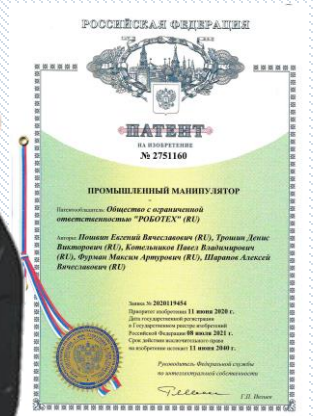 РОССИЙСКАЯ ФЕДЕРАЦИЯ
ПАТЕНТ
НА ИЗОБРЕТЕНИЕ
№ 2751160
ПРОМЫШЛЕННЫЙ МАНИПУЛЯТОР
Патентообладатель: Общество с ограниченной
ответственностью "РОБОТЕХ" (RU)
Авторы: Пошвин Евгений Вячеславович (RU), Трошин Денис
Викторович (RU), Котельников Павел Владимирович
(RU), Фурман Максим Артурович (RU), Шарапов Алексей
Вячеславович (RU)
Заявка № 2020119454
Приоритет изобретения 11 июня 2020 г.
Дата государственной регистрации
в Государственном реестре изобретений
Российской Федерации 08 июля 2021 г.
Срок действия исключительного права
на изобретение истекает 11 июня 2040 г.
Руководитель Федеральной службы
по интеллектуальной собственности
Г.П. Ивлиев